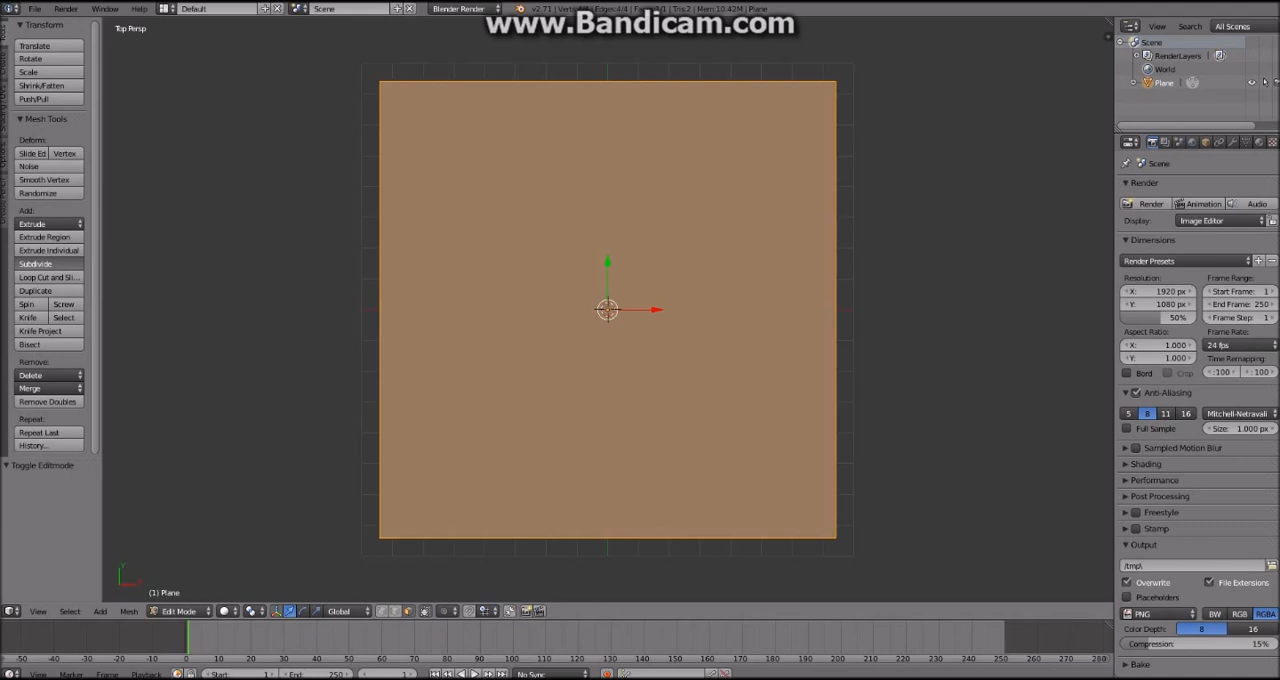 File Render Window Help Default Scene Blender Render v2.71
www.Bandicam.com
Transform
Translate
Rotate
Scale
Shrink/Fatten
Push/Pull
Mesh Tools
Deform:
Slide Ed Vertex
Noise
Smooth Vertex
Randomize
Add:
Extrude
Extrude Region
Extrude Individual
Subdivide
Loop Cut and Sli...
Duplicate
Spin Screw
Knife Select
Knife Project
Bisect
Remove:
Delete
Merge
Remove Doubles
Repeat:
Repeat Last
History...
Toggle Editmode
Top Persp
(1) Plane
View Select Add Mesh Edit Mode Global
-50 -40 -30 -20 -10 0 10 20 30 40 50 60 70 80 90 100 110 120 130 140 150 160 170 180 190 200 210 220 230 240 250 260 270 280
View Marker Frame Playback Start: 1 End: 250 1 No Sync
View Search All Scenes
Scene
RenderLayers
World
Plane
Scene
Render
Render Animation Audio
Display: Image Editor
Dimensions
Render Presets
Resolution: Frame Range:
X: 1920 px Start Frame: 1
Y: 1080 px End Frame: 250
50% Frame Step: 1
Aspect Ratio: Frame Rate:
X: 1.000 24 fps
Y: 1.000 Time Remapping:
Bord Crop :100 :100
Anti-Aliasing
5 8 11 16 Mitchell-Netravali
Full Sample Size: 1.000 px
Sampled Motion Blur
Shading
Performance
Post Processing
Freestyle
Stamp
Output
/tmp\
Overwrite File Extensions
Placeholders
PNG BW RGB RGBA
Color Depth: 8 16
Compression: 15%
Bake